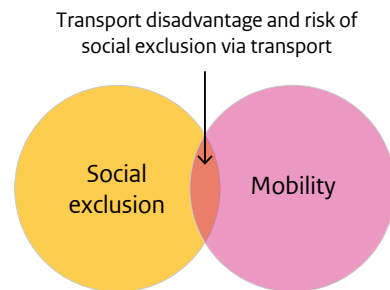 Transport disadvantage and risk of
social exclusion via transport
Social
exclusion
Mobility